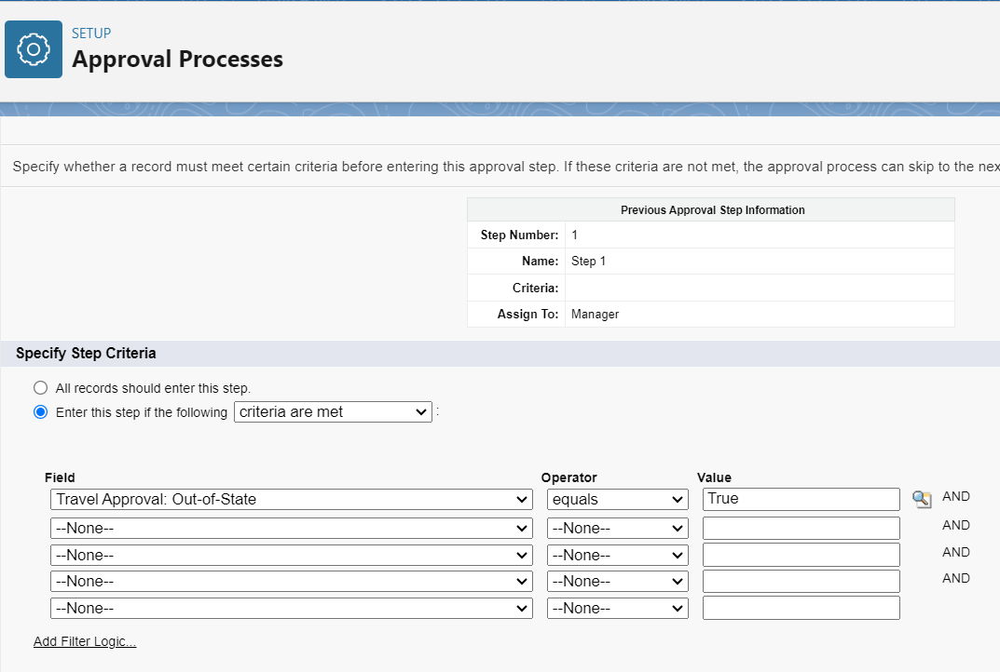 SETUP
Approval Processes
Specify whether a record must meet certain criteria before entering this approval step. If these criteria are not met, the approval process can skip to the nex
Previous Approval Step Information
Step Number: 1
Name: Step 1
Criteria:
Assign To: Manager
Specify Step Criteria
All records should enter this step.
Enter this step if the following criteria are met :
Field Operator Value
Travel Approval: Out-of-State equals True AND
--None-- --None-- AND
--None-- --None-- AND
--None-- --None-- AND
--None-- --None--
Add Filter Logic...